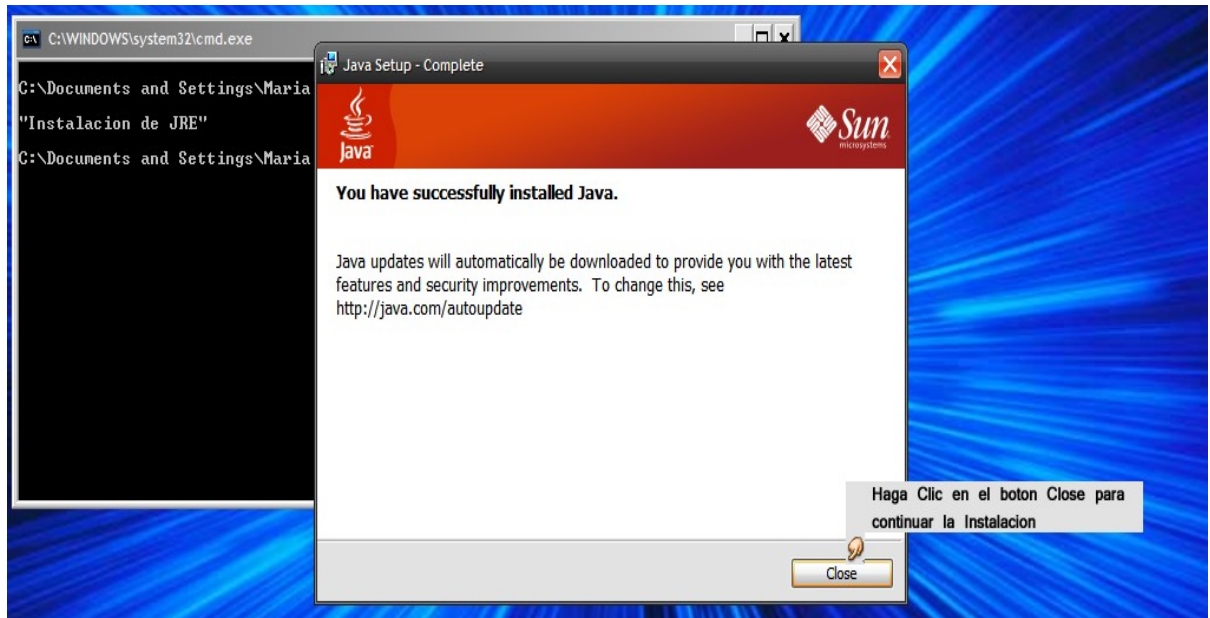 C:\WINDOWS\system32\cmd.exe
C:\Documents and Settings\Maria
"Instalacion de JRE"
C:\Documents and Settings\Maria
Java Setup - Complete
Java
Sun
microsystems
You have successfully installed Java.
Java updates will automatically be downloaded to provide you with the latest
features and security improvements. To change this, see
http://java.com/autoupdate
Haga Clic en el boton Close para
continuar la Instalacion
Close